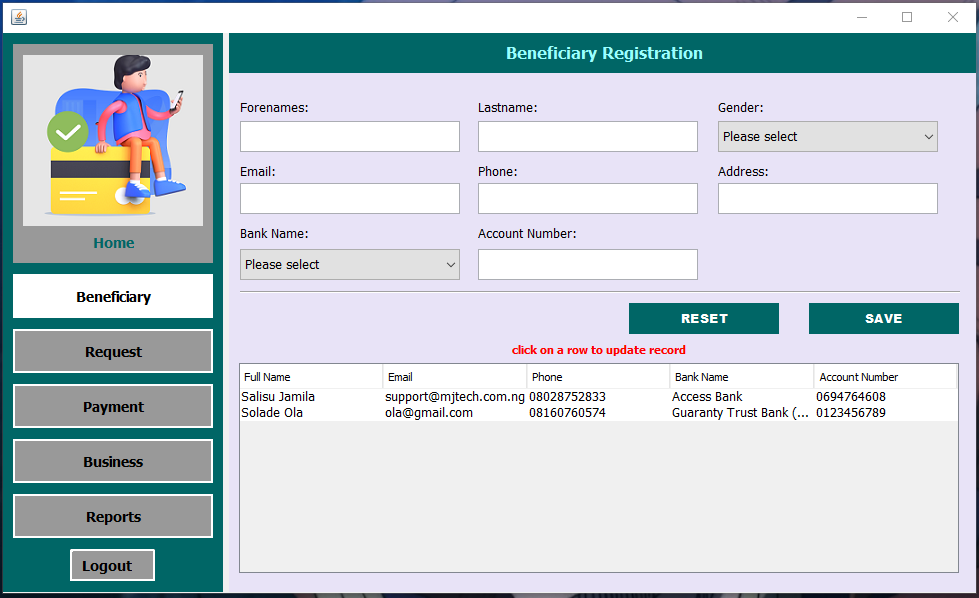 Beneficiary Registration
Home
Beneficiary
Request
Payment
Business
Reports
Logout
Forenames: Lastname: Gender:
Please select
Email: Phone: Address:
Bank Name: Account Number:
Please select
RESET SAVE
click on a row to update record
Full Name Email Phone Bank Name Account Number
Salisu Jamila support@mjtech.com.ng 08028752833 Access Bank 0694764608
Solade Ola ola@gmail.com 08160760574 Guaranty Trust Bank (... 0123456789